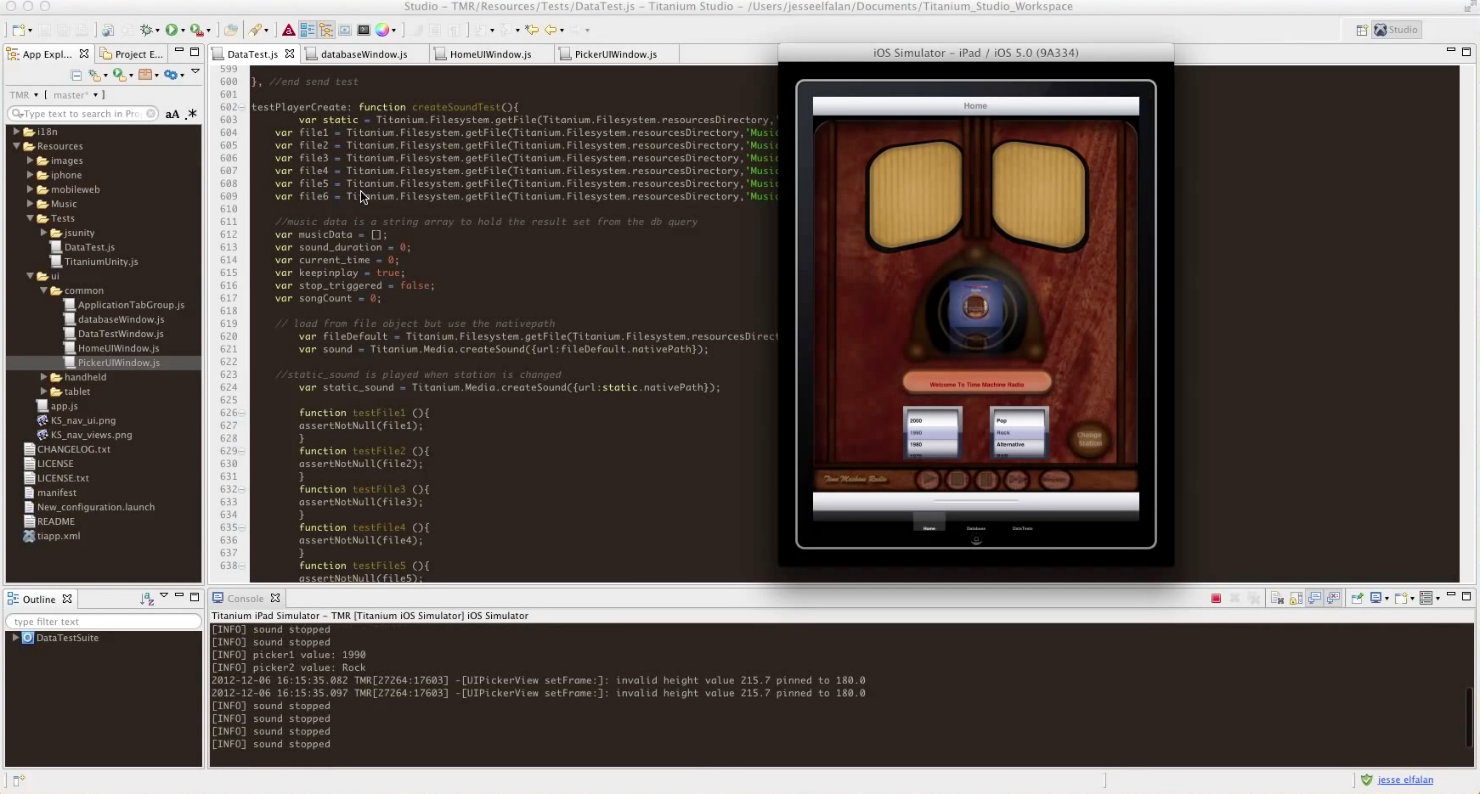 Studio – TMR/Resources/Tests/DataTest.js – Titanium Studio – /Users/jesseelfalan/Documents/Titanium_Studio_Workspace
Studio
App Expl...
Project E...
TMR ▾ [ master* ▾ ]
Type text to search in Proj
aA .*
i18n
Resources
images
iphone
mobileweb
Music
Tests
jsunity
DataTest.js
TitaniumUnity.js
ui
common
ApplicationTabGroup.js
databaseWindow.js
DataTestWindow.js
HomeUIWindow.js
PickerUIWindow.js
handheld
tablet
app.js
KS_nav_ui.png
KS_nav_views.png
CHANGELOG.txt
LICENSE
LICENSE.txt
manifest
New_configuration.launch
README
tiapp.xml
DataTest.js
databaseWindow.js
HomeUIWindow.js
PickerUIWindow.js
599
600 }, //end send test
601
602 testPlayerCreate: function createSoundTest(){
603 var static = Titanium.Filesystem.getFile(Titanium.Filesystem.resourcesDirectory,'
604 var file1 = Titanium.Filesystem.getFile(Titanium.Filesystem.resourcesDirectory,'Music
605 var file2 = Titanium.Filesystem.getFile(Titanium.Filesystem.resourcesDirectory,'Music
606 var file3 = Titanium.Filesystem.getFile(Titanium.Filesystem.resourcesDirectory,'Music
607 var file4 = Titanium.Filesystem.getFile(Titanium.Filesystem.resourcesDirectory,'Music
608 var file5 = Titanium.Filesystem.getFile(Titanium.Filesystem.resourcesDirectory,'Music
609 var file6 = Titanium.Filesystem.getFile(Titanium.Filesystem.resourcesDirectory,'Music
610
611 //music data is a string array to hold the result set from the db query
612 var musicData = [];
613 var sound_duration = 0;
614 var current_time = 0;
615 var keepinplay = true;
616 var stop_triggered = false;
617 var songCount = 0;
618
619 // load from file object but use the nativepath
620 var fileDefault = Titanium.Filesystem.getFile(Titanium.Filesystem.resourcesDirect
621 var sound = Titanium.Media.createSound({url:fileDefault.nativePath});
622
623 //static_sound is played when station is changed
624 var static_sound = Titanium.Media.createSound({url:static.nativePath});
625
626 function testFile1 (){
627 assertNotNull(file1);
628 }
629 function testFile2 (){
630 assertNotNull(file2);
631 }
632 function testFile3 (){
633 assertNotNull(file3);
634 }
635 function testFile4 (){
636 assertNotNull(file4);
637 }
638 function testFile5 (){
assertNotNull(file5);
iOS Simulator – iPad / iOS 5.0 (9A334)
Home
Welcome To Time Machine Radio
2000
1990
1980
Pop
Rock
Alternative
Change
Station
Time Machine Radio
Home
Database
DataTests
Outline
type filter text
DataTestSuite
Console
Titanium iPad Simulator – TMR [Titanium iOS Simulator] iOS Simulator
[INFO] sound stopped
[INFO] sound stopped
[INFO] picker1 value: 1990
[INFO] picker2 value: Rock
2012-12-06 16:15:35.082 TMR[27264:17603] -[UIPickerView setFrame:]: invalid height value 215.7 pinned to 180.0
2012-12-06 16:15:35.097 TMR[27264:17603] -[UIPickerView setFrame:]: invalid height value 215.7 pinned to 180.0
[INFO] sound stopped
[INFO] sound stopped
[INFO] sound stopped
[INFO] sound stopped
jesse elfalan